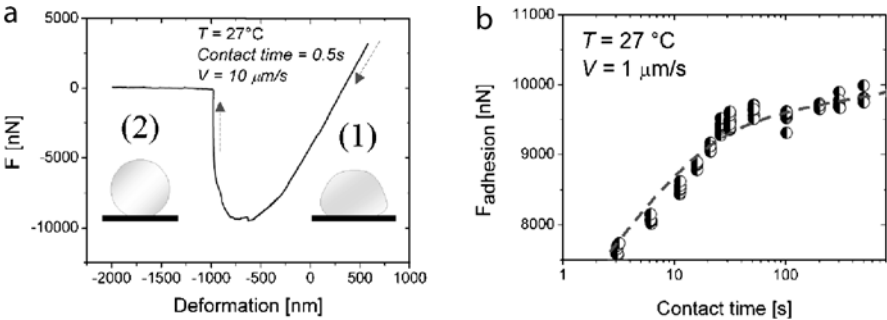 a
T = 27°C
Contact time = 0.5s
V = 10 μm/s
(2)
(1)
5000
0
-5000
-10000
F [nN]
-2000 -1500 -1000 -500 0 500 1000
Deformation [nm]
b
T = 27 °C
V = 1 μm/s
10000
9000
8000
Fadhesion [nN]
1 10 100
Contact time [s]